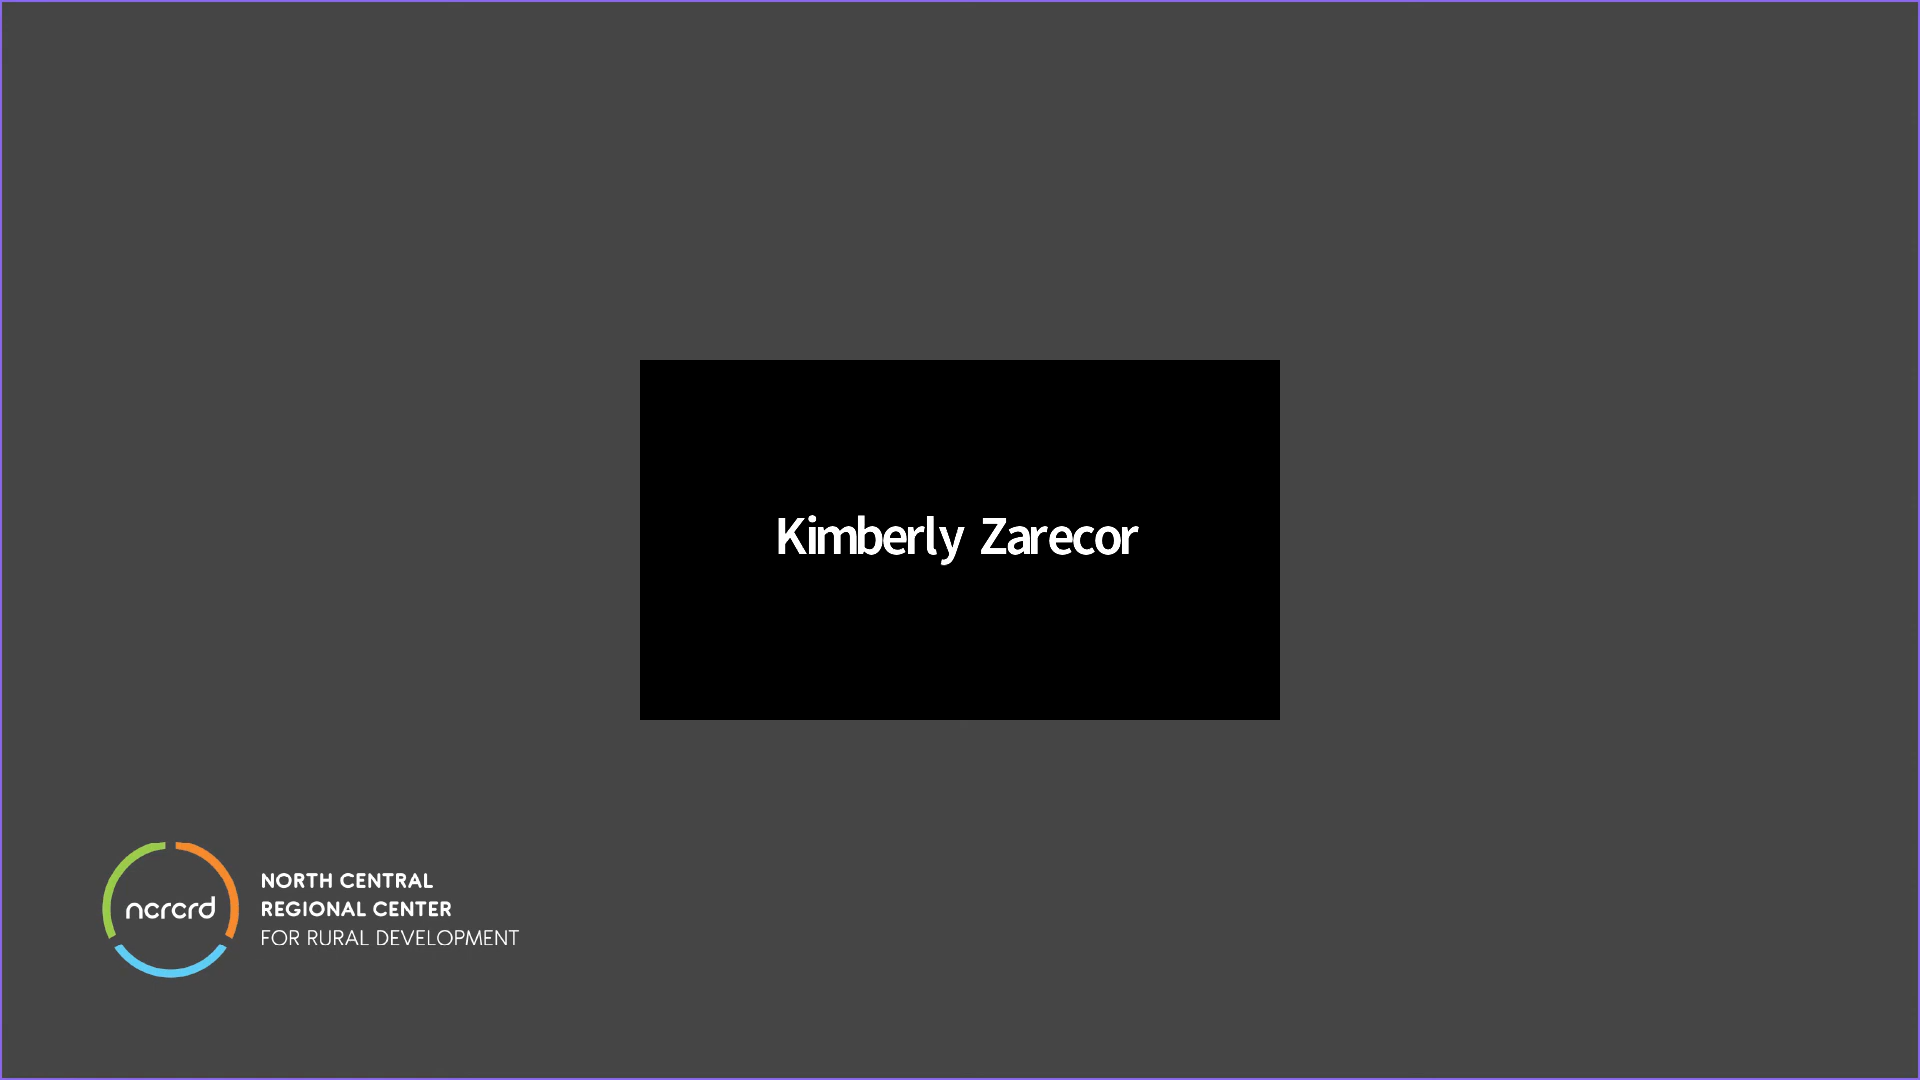 Kimberly Zarecor
ncrcrd
NORTH CENTRAL
REGIONAL CENTER
FOR RURAL DEVELOPMENT